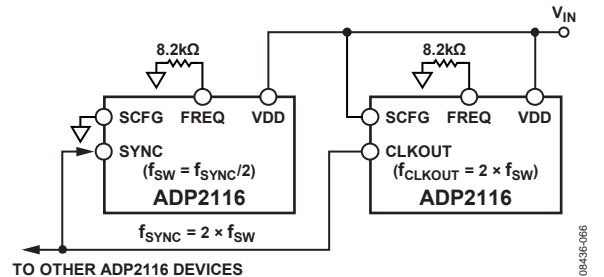 V_IN
8.2kΩ
8.2kΩ
SCFG FREQ VDD
SCFG FREQ VDD
SYNC
CLKOUT
(f_SW = f_SYNC/2)
(f_CLKOUT = 2 × f_SW)
ADP2116
ADP2116
f_SYNC = 2 × f_SW
TO OTHER ADP2116 DEVICES
08436-066